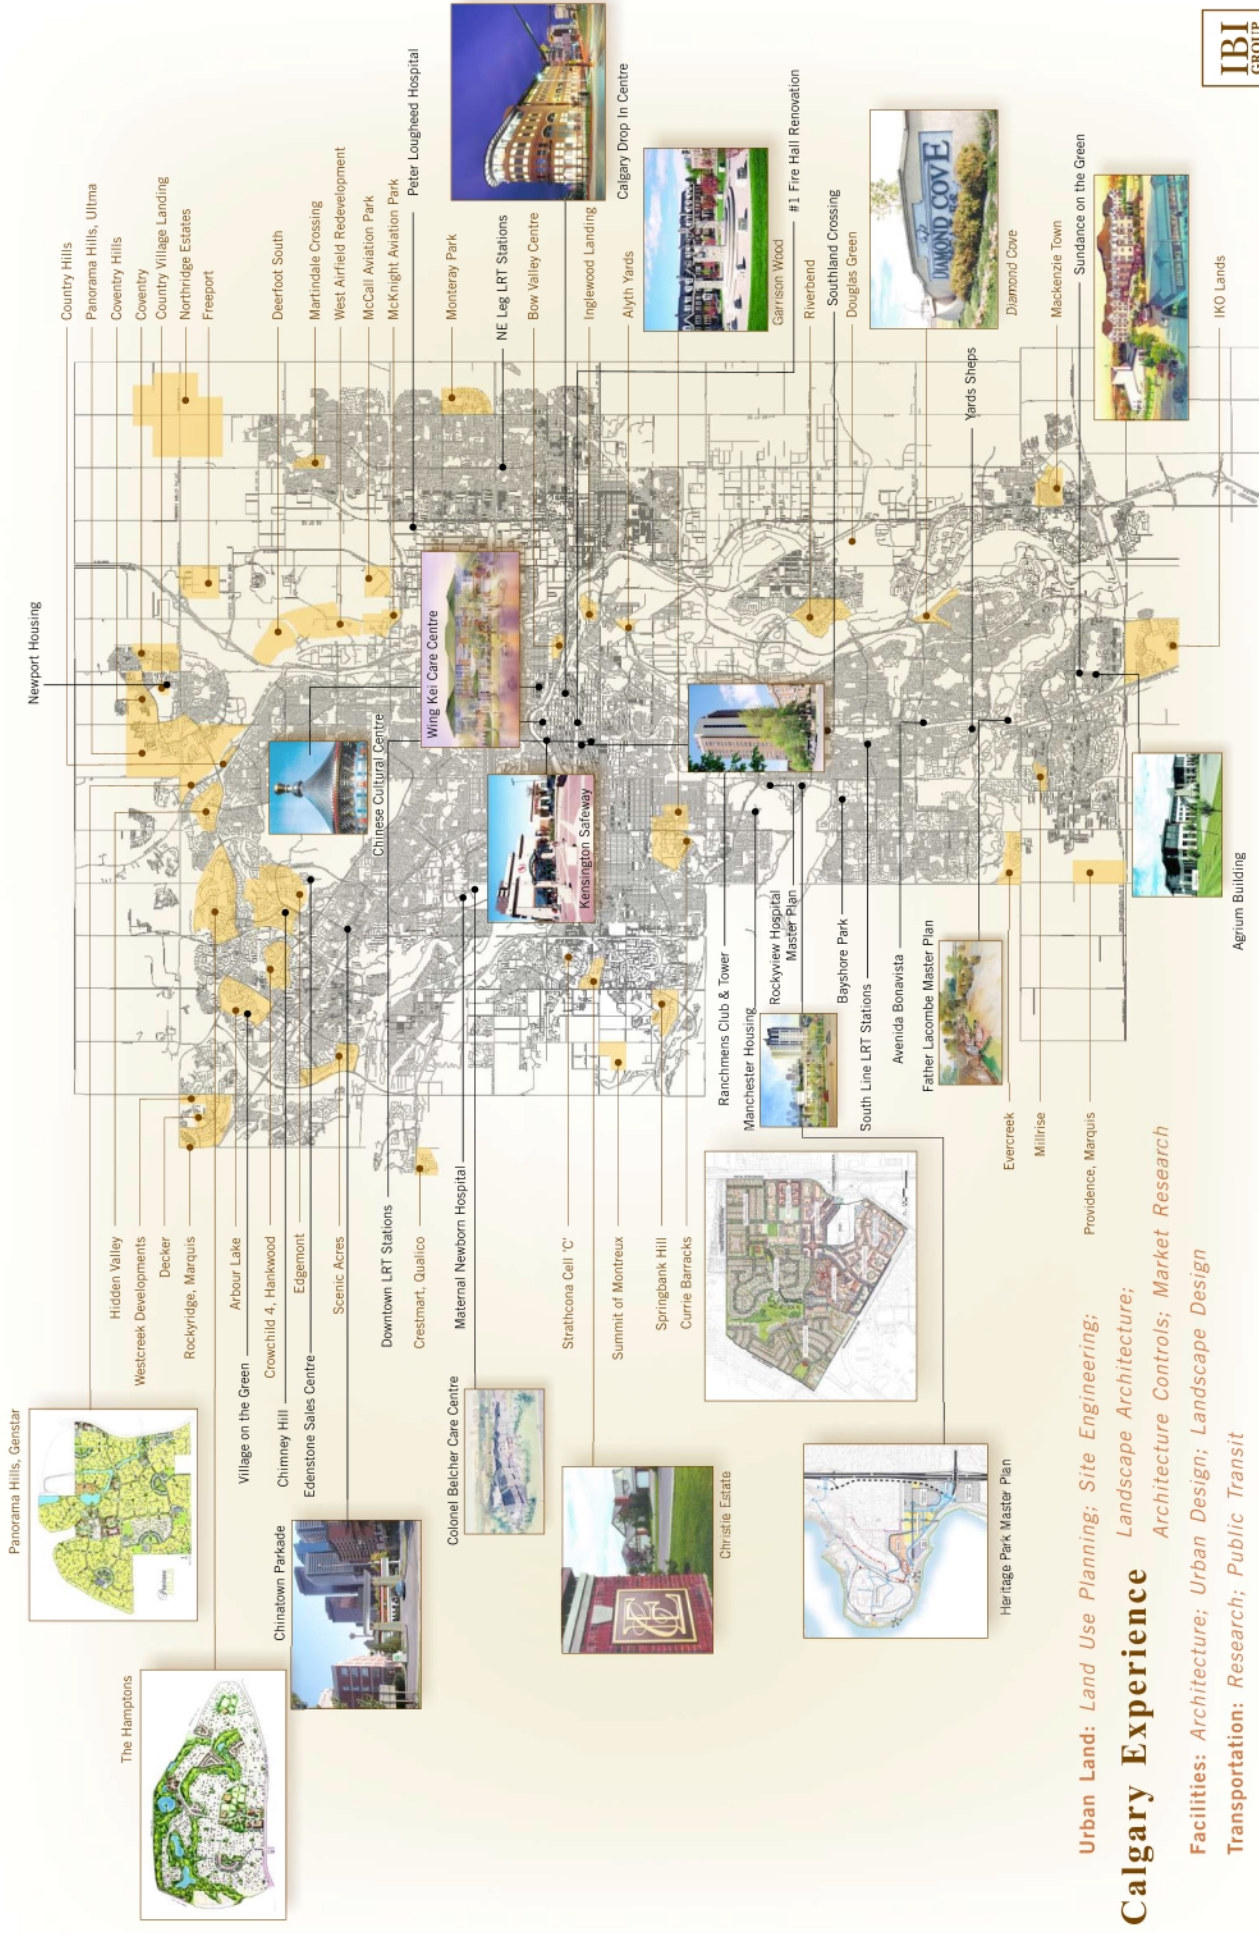 Newport Housing
Country Hills
Panorama Hills, Ultma
Coventry Hills
Coventry
Country Village Landing
Northridge Estates
Freeport
Deerfoot South
Martindale Crossing
West Airfield Redevelopment
McCall Aviation Park
McKnight Aviation Park
Peter Lougheed Hospital
Monteray Park
NE Leg LRT Stations
Bow Valley Centre
Calgary Drop In Centre
Inglewood Landing
Alyth Yards
Garrison Wood
#1 Fire Hall Renovation
Riverbend
Southland Crossing
Douglas Green
DIAMOND COVE
Diamond Cove
Yards Sheps
Mackenzie Town
Sundance on the Green
IKO Lands
IBI
GROUP
Chinese Cultural Centre
Wing Kei Care Centre
Kensington Safeway
Panorama Hills, Genstar
The Hamptons
Hidden Valley
Westcreek Developments
Decker
Rockyridge, Marquis
Arbour Lake
Village on the Green
Crowchild 4, Hankwood
Chimney Hill
Edgemont
Edenstone Sales Centre
Scenic Acres
Chinatown Parkade
Downtown LRT Stations
Crestmart, Qualico
Maternal Newborn Hospital
Colonel Belcher Care Centre
Strathcona Cell 'C'
Christie Estate
Summit of Montreux
Springbank Hill
Currie Barracks
Ranchmens Club & Tower
Manchester Housing
Rockyview Hospital
Master Plan
Bayshore Park
South Line LRT Stations
Avenida Bonavista
Father Lacombe Master Plan
Heritage Park Master Plan
Evercreek
Millrise
Providence, Marquis
Agrium Building
Urban Land: Land Use Planning; Site Engineering;
Landscape Architecture;
Calgary Experience
Architecture Controls; Market Research
Facilities: Architecture; Urban Design; Landscape Design
Transportation: Research; Public Transit